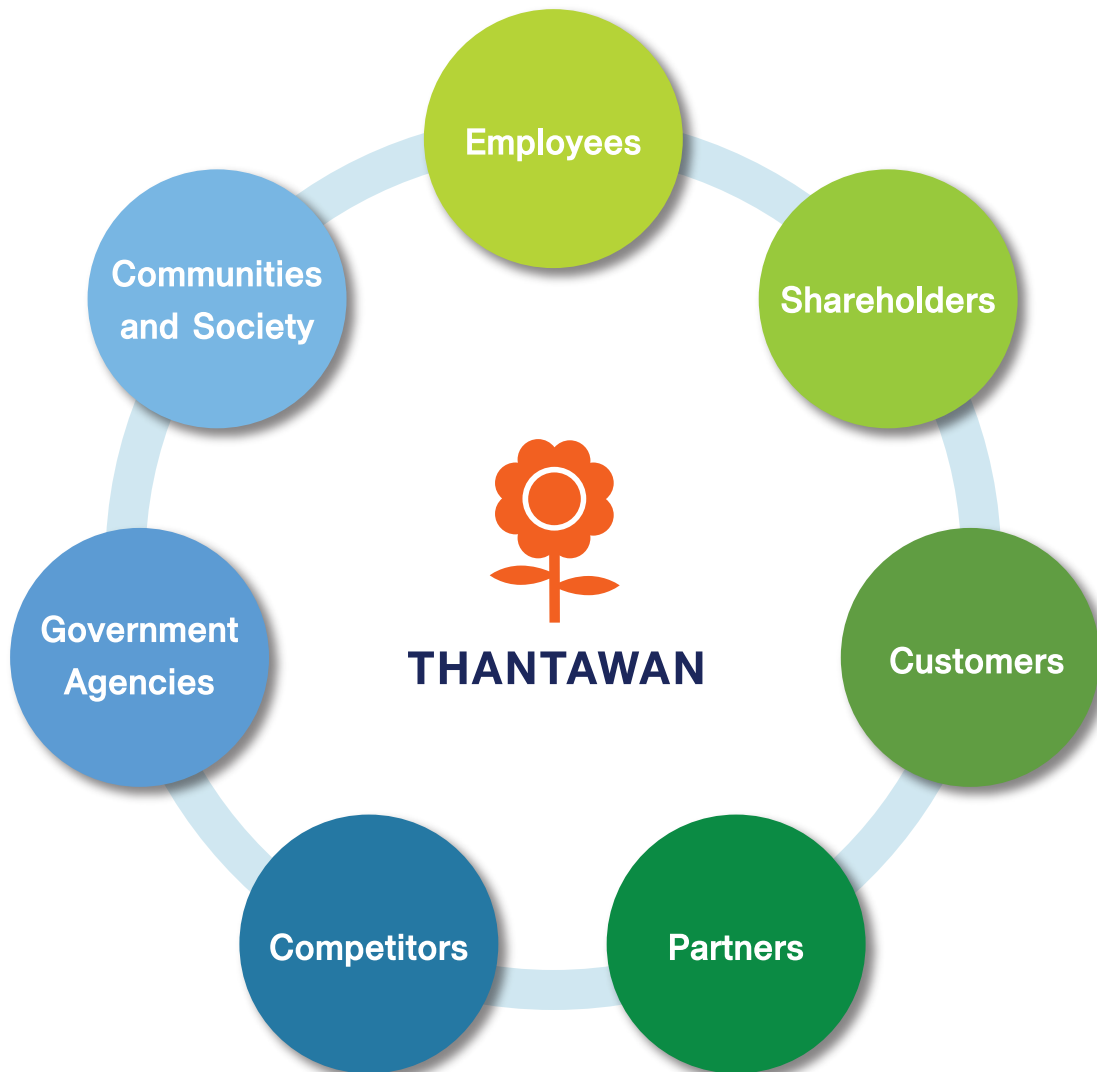 Employees
Shareholders
Customers
Partners
Competitors
Government
Agencies
Communities
and Society
THANTAWAN